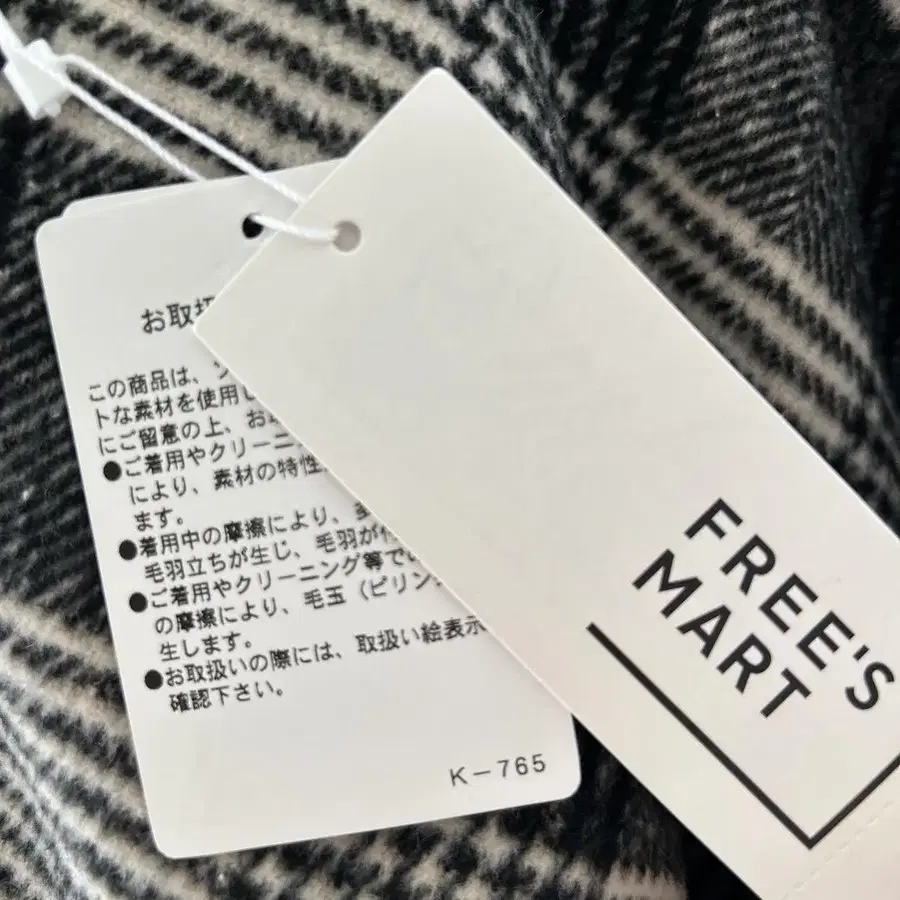 お取扱
この商品は、ソ
トな素材を使用し
にご留意の上、お
●ご着用やクリーニン
により、素材の特性
ます。
●着用中の摩擦により、
毛羽立ちが生じ、毛羽が
●ご着用やクリーニング等で
の摩擦により、毛玉（ピリン
生します。
●お取扱いの際には、取扱い絵表示
確認下さい。
K－765
FREE'S
MART